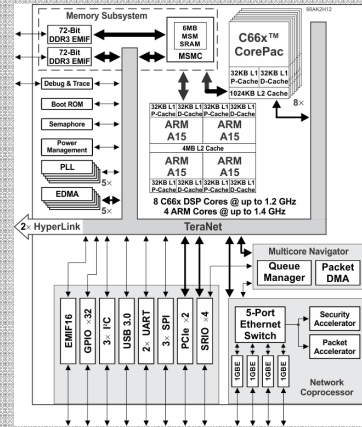 66AK2H12
Memory Subsystem
72-Bit
DDR3 EMIF
72-Bit
DDR3 EMIF
6MB
MSM
SRAM
MSMC
C66x™
CorePac
32KB L1
P-Cache
32KB L1
D-Cache
1024KB L2 Cache
8×
Debug & Trace
Boot ROM
Semaphore
Power
Management
PLL
5×
EDMA
5×
32KB L1
P-Cache
32KB L1
D-Cache
32KB L1
P-Cache
32KB L1
D-Cache
ARM
A15
ARM
A15
4MB L2 Cache
ARM
A15
ARM
A15
32KB L1
P-Cache
32KB L1
D-Cache
32KB L1
P-Cache
32KB L1
D-Cache
8 C66x DSP Cores @ up to 1.2 GHz
4 ARM Cores @ up to 1.4 GHz
2× HyperLink
TeraNet
Multicore Navigator
Queue
Manager
Packet
DMA
EMIF16
GPIO ×32
3× I²C
USB 3.0
2× UART
3× SPI
PCIe ×2
SRIO ×4
5-Port
Ethernet
Switch
Security
Accelerator
Packet
Accelerator
1GBE
1GBE
1GBE
1GBE
Network
Coprocessor